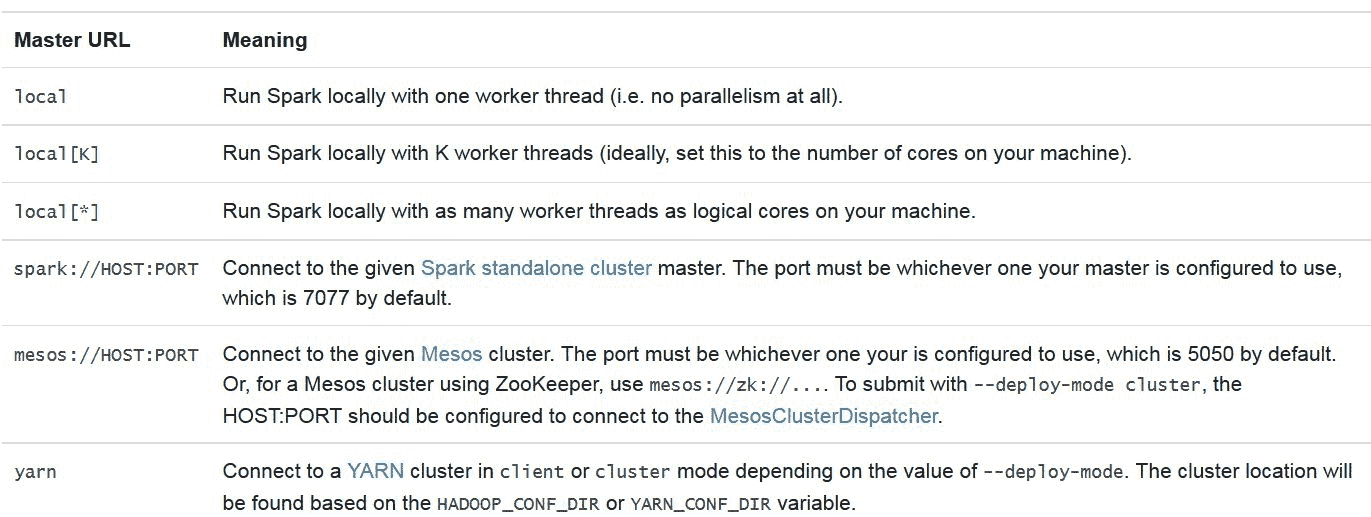 Master URL Meaning
local Run Spark locally with one worker thread (i.e. no parallelism at all).
local[K] Run Spark locally with K worker threads (ideally, set this to the number of cores on your machine).
local[*] Run Spark locally with as many worker threads as logical cores on your machine.
spark://HOST:PORT Connect to the given Spark standalone cluster master. The port must be whichever one your master is configured to use,
which is 7077 by default.
mesos://HOST:PORT Connect to the given Mesos cluster. The port must be whichever one your is configured to use, which is 5050 by default.
Or, for a Mesos cluster using ZooKeeper, use mesos://zk://.... To submit with --deploy-mode cluster, the
HOST:PORT should be configured to connect to the MesosClusterDispatcher.
yarn Connect to a YARN cluster in client or cluster mode depending on the value of --deploy-mode. The cluster location will
be found based on the HADOOP_CONF_DIR or YARN_CONF_DIR variable.